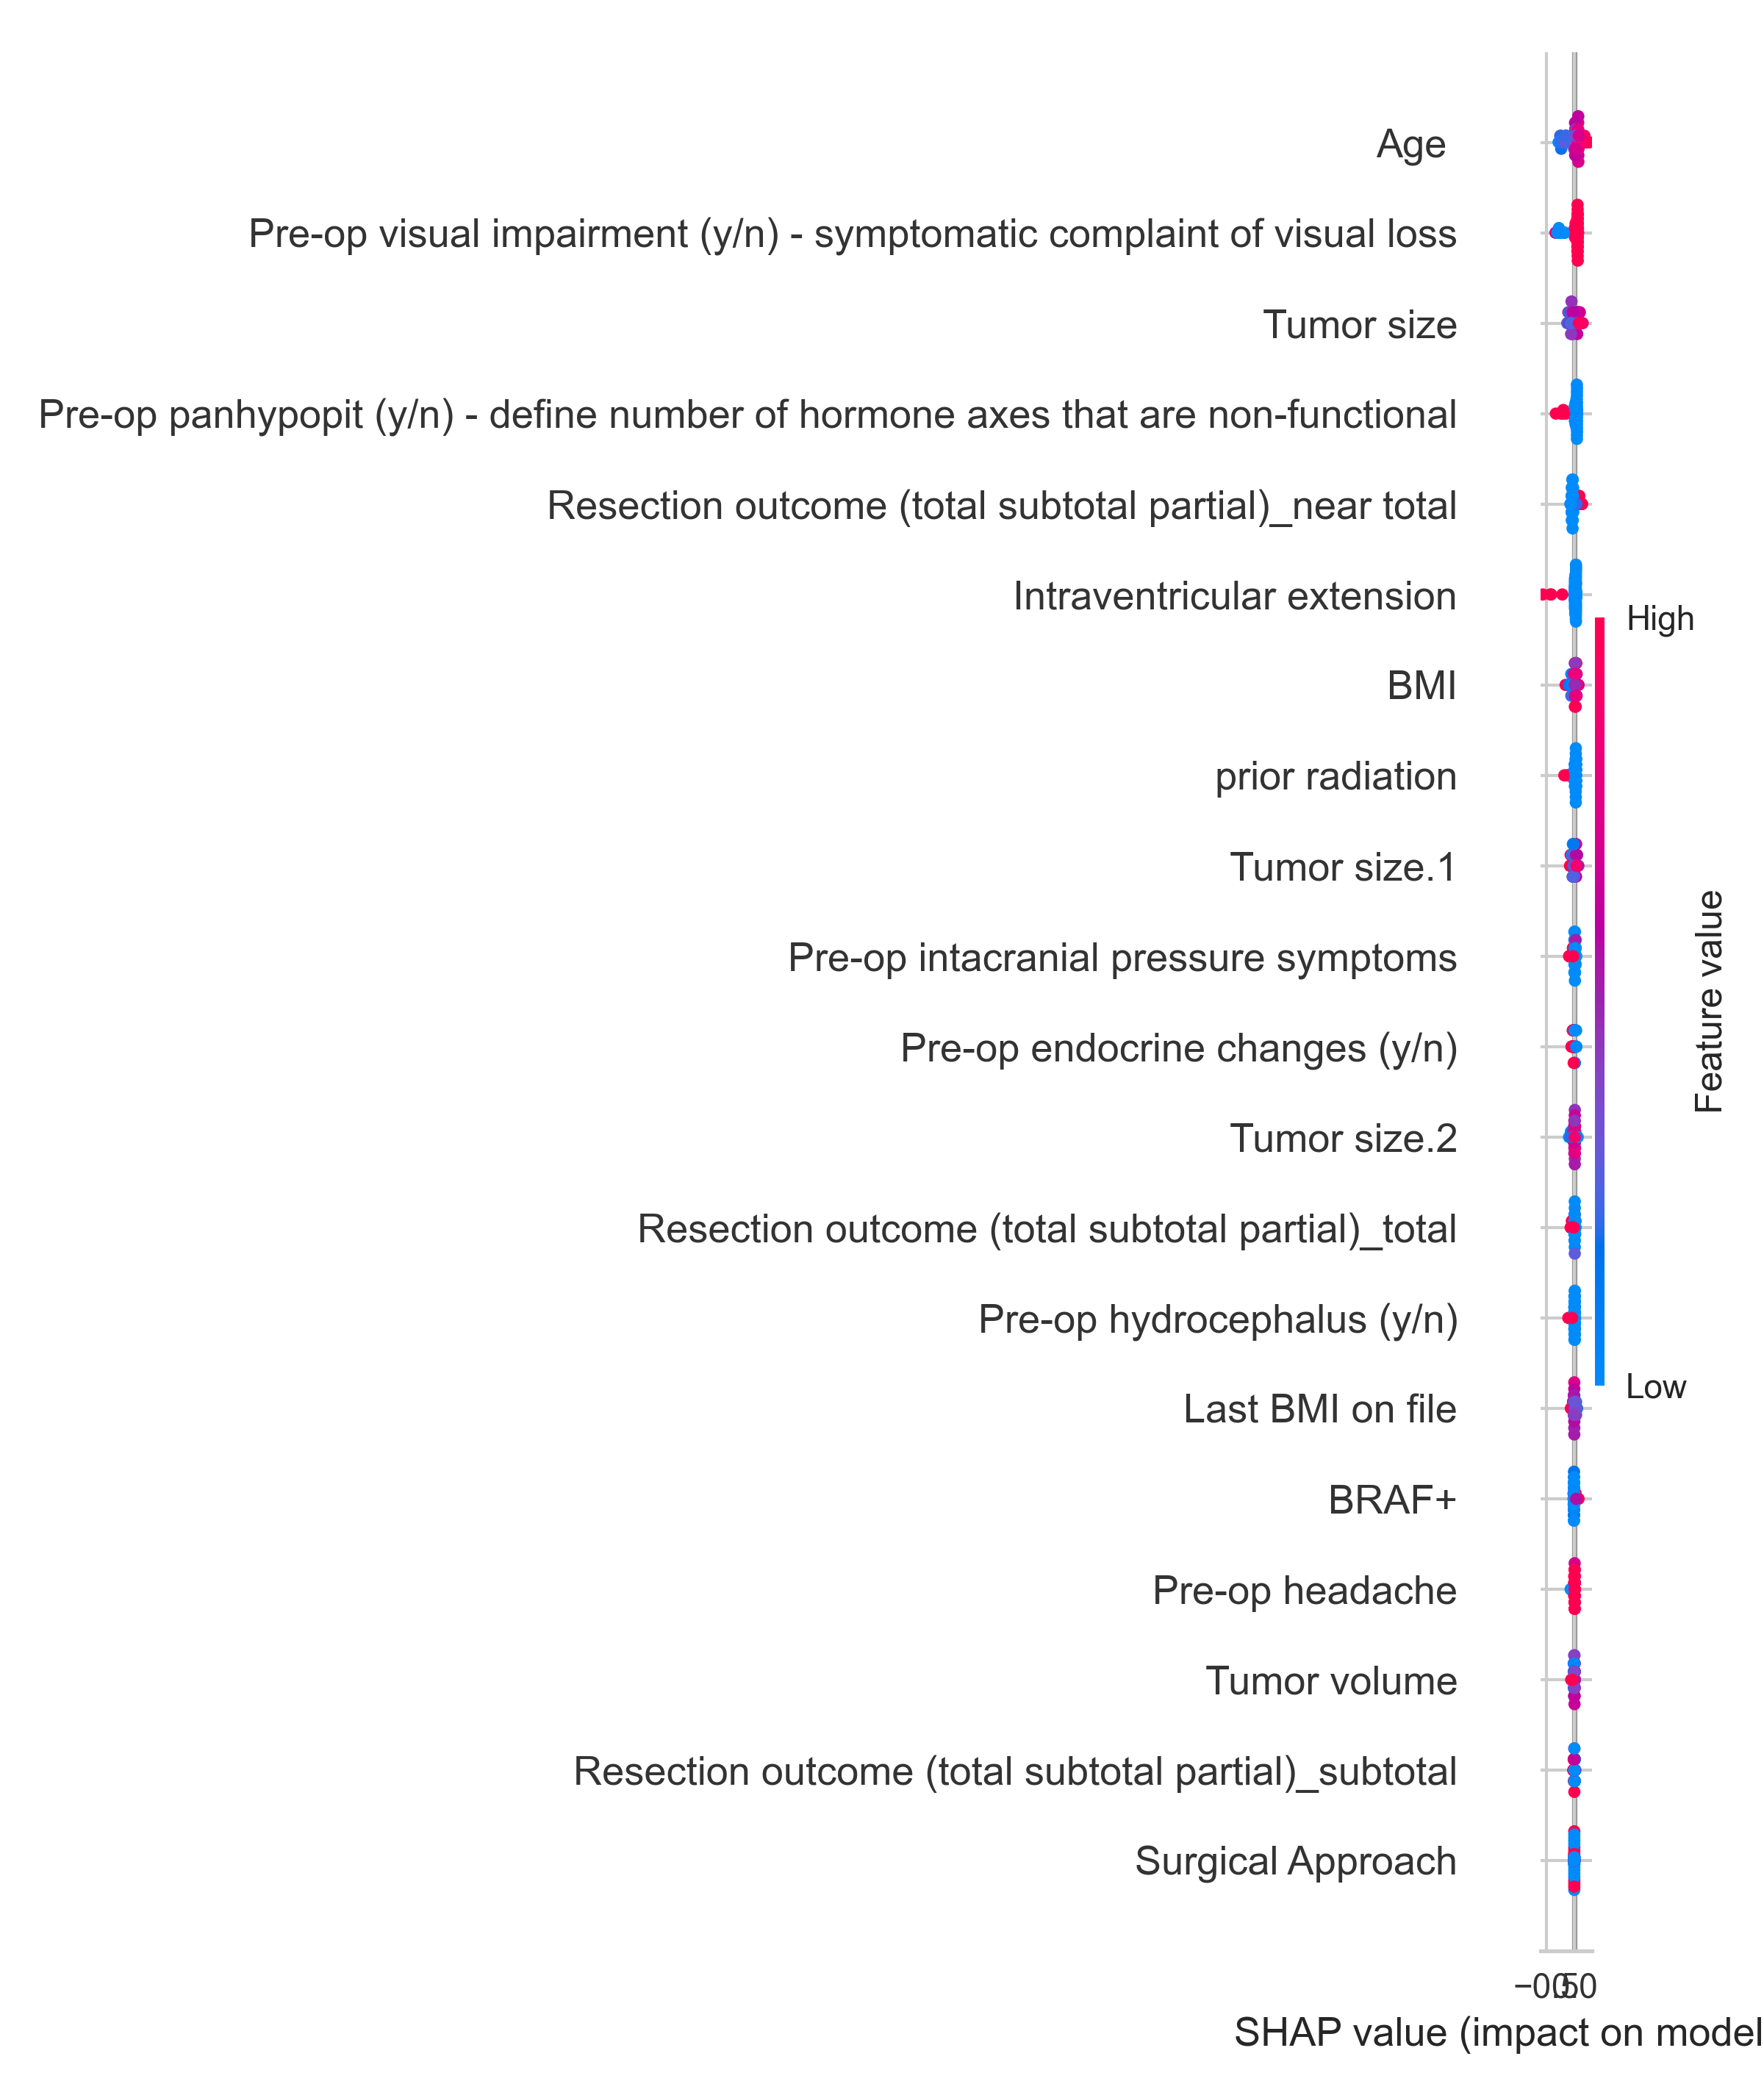 Age
Pre-op visual impairment (y/n) - symptomatic complaint of visual loss
Tumor size
Pre-op panhypopit (y/n) - define number of hormone axes that are non-functional
Resection outcome (total subtotal partial)_near total
Intraventricular extension
High
BMI
prior radiation
Tumor size.1
Feature value
Pre-op intacranial pressure symptoms
Pre-op endocrine changes (y/n)
Tumor size.2
Resection outcome (total subtotal partial)_total
Pre-op hydrocephalus (y/n)
Low
Last BMI on file
BRAF+
Pre-op headache
Tumor volume
Resection outcome (total subtotal partial)_subtotal
Surgical Approach
SHAP value (impact on model